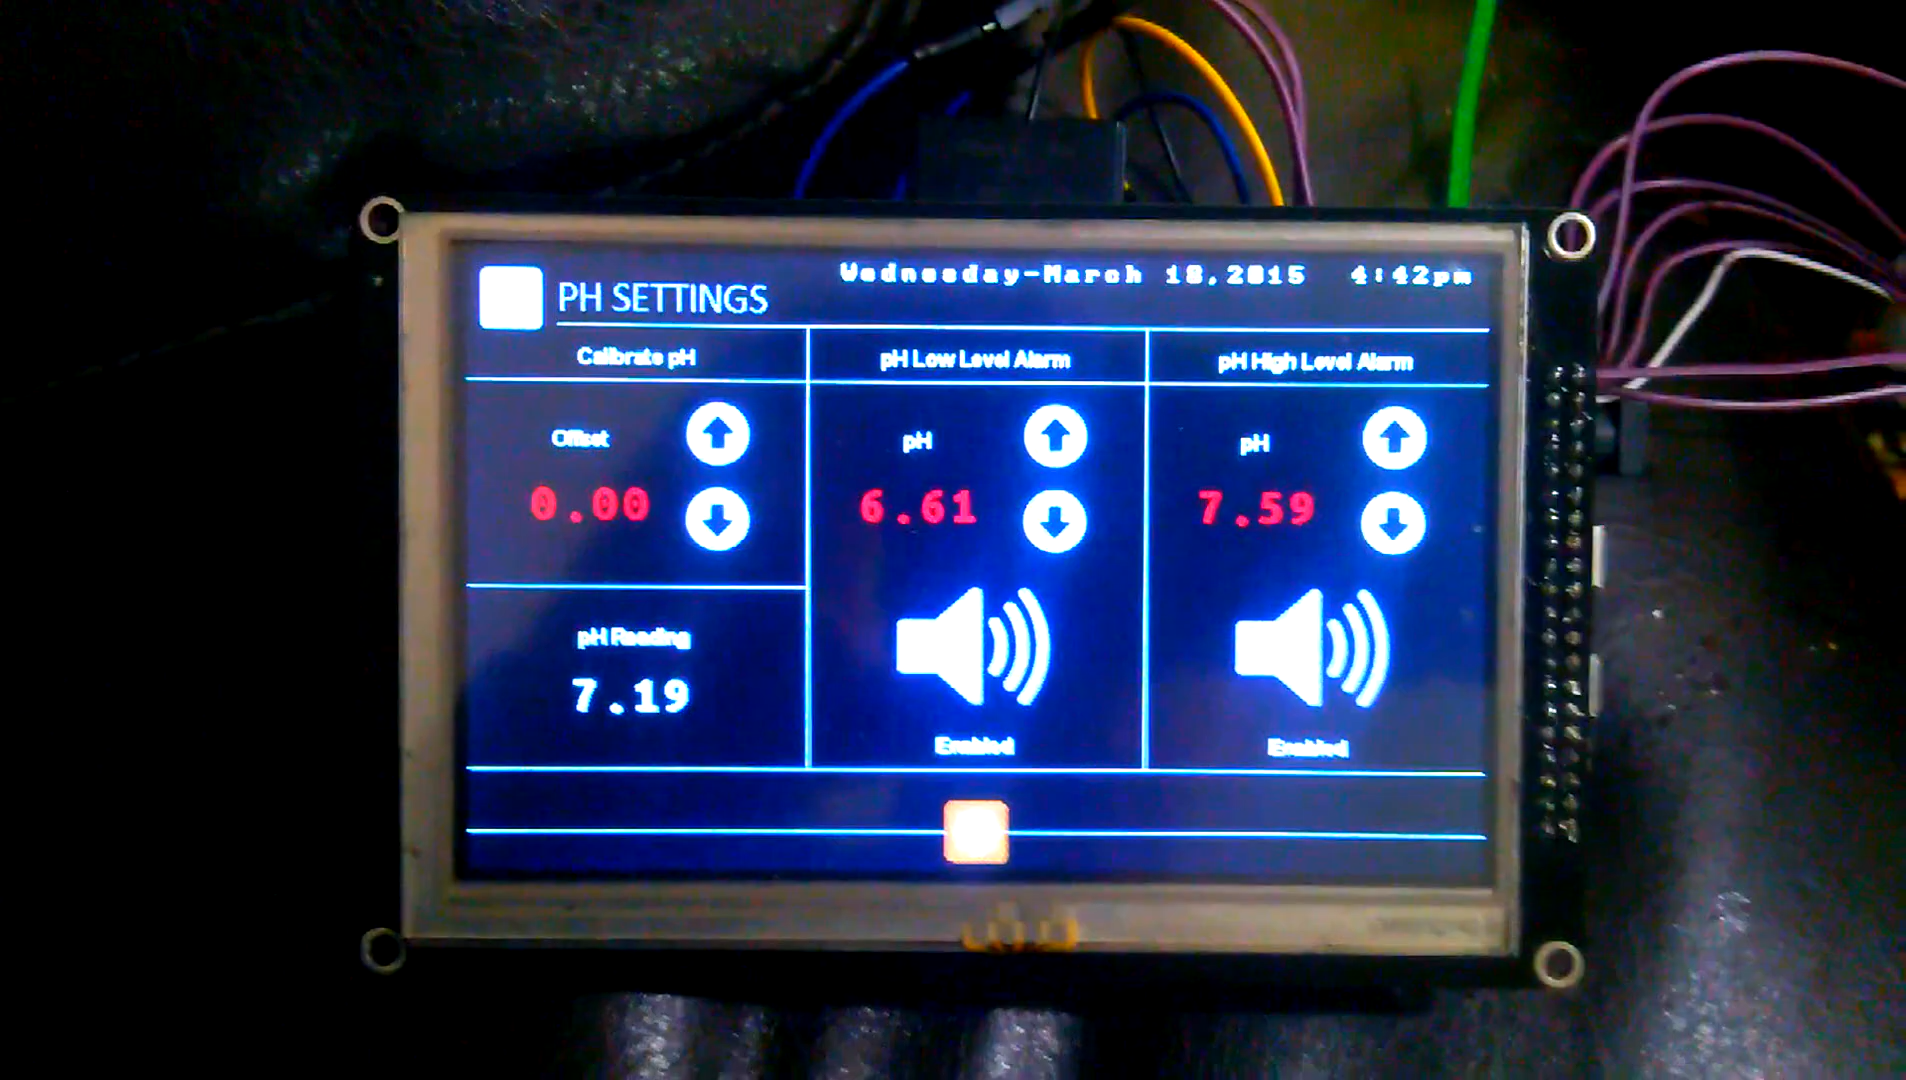 Wednesday-March 18,2015 4:42pm
PH SETTINGS
Calibrate pH
pH Low Level Alarm
pH High Level Alarm
Offset
pH
pH
0.00
6.61
7.59
pH Reading
7.19
Enabled
Enabled